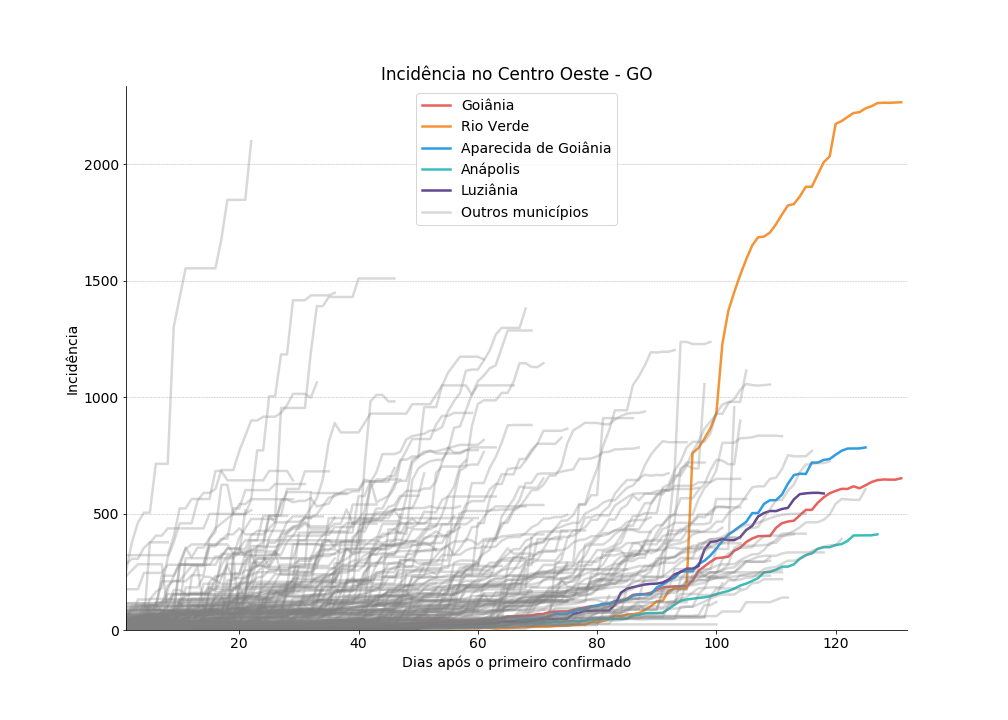 Incidência no Centro Oeste - GO
Goiânia
Rio Verde
Aparecida de Goiânia
Anápolis
Luziânia
Outros municípios
Incidência
2000
1500
1000
500
0
20
40
60
80
100
120
Dias após o primeiro confirmado